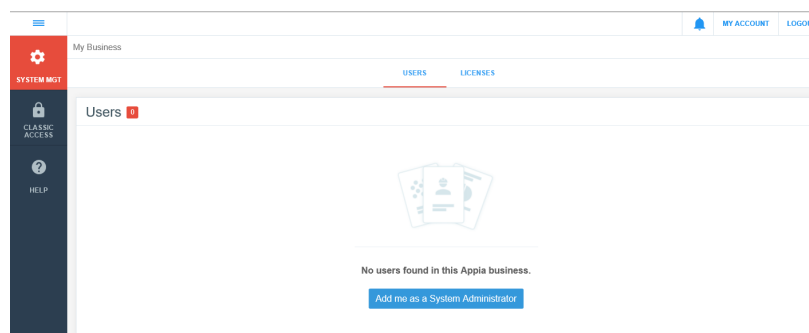 MY ACCOUNT
My Business
SYSTEM MGT
USERS
LICENSES
Users 0
CLASSIC
ACCESS
HELP
No users found in this Appia business.
Add me as a System Administrator